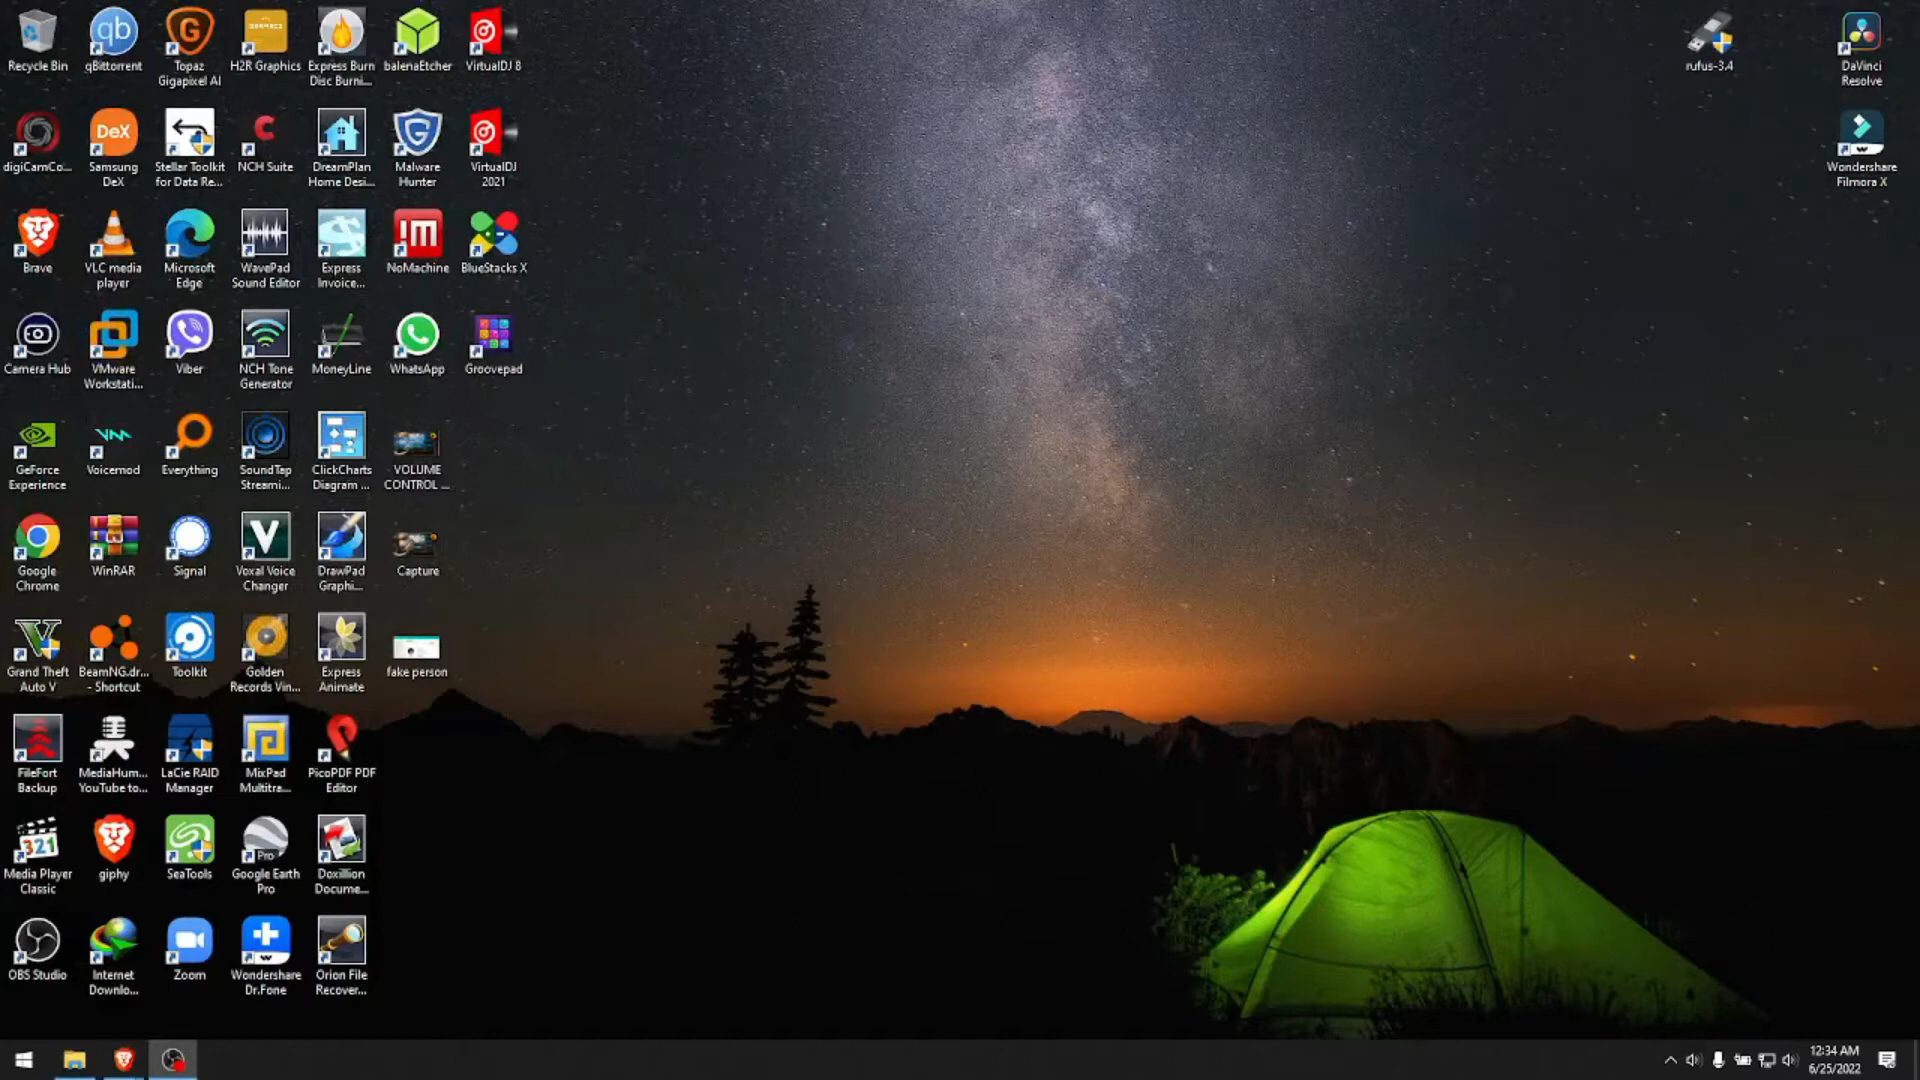 Recycle Bin
qBittorrent
Topaz
Gigapixel AI
H2R Graphics
Express Burn
Disc Burni...
balenaEtcher
VirtualDJ 8
rufus-3.4
DaVinci
Resolve
digiCamCo...
DeX
Samsung
DeX
Stellar Toolkit
for Data Re...
NCH Suite
DreamPlan
Home Desi...
Malware
Hunter
VirtualDJ
2021
Wondershare
Filmora X
Brave
VLC media
player
Microsoft
Edge
WavePad
Sound Editor
Express
Invoice...
NoMachine
BlueStacks X
Camera Hub
VMware
Workstati...
Viber
NCH Tone
Generator
MoneyLine
WhatsApp
Groovepad
GeForce
Experience
Voicemod
Everything
SoundTap
Streami...
ClickCharts
Diagram ...
VOLUME
CONTROL ...
Google
Chrome
WinRAR
Signal
Voxal Voice
Changer
DrawPad
Graphi...
Capture
Grand Theft
Auto V
BeamNG.dr...
- Shortcut
Toolkit
Golden
Records Vin...
Express
Animate
fake person
FileFort
Backup
MediaHum...
YouTube to...
LaCie RAID
Manager
MixPad
Multitra...
PicoPDF PDF
Editor
321
Media Player
Classic
giphy
SeaTools
Pro
Google Earth
Pro
Doxillion
Docume...
OBS Studio
Internet
Downlo...
Zoom
Wondershare
Dr.Fone
Orion File
Recover...
12:34 AM
6/25/2022